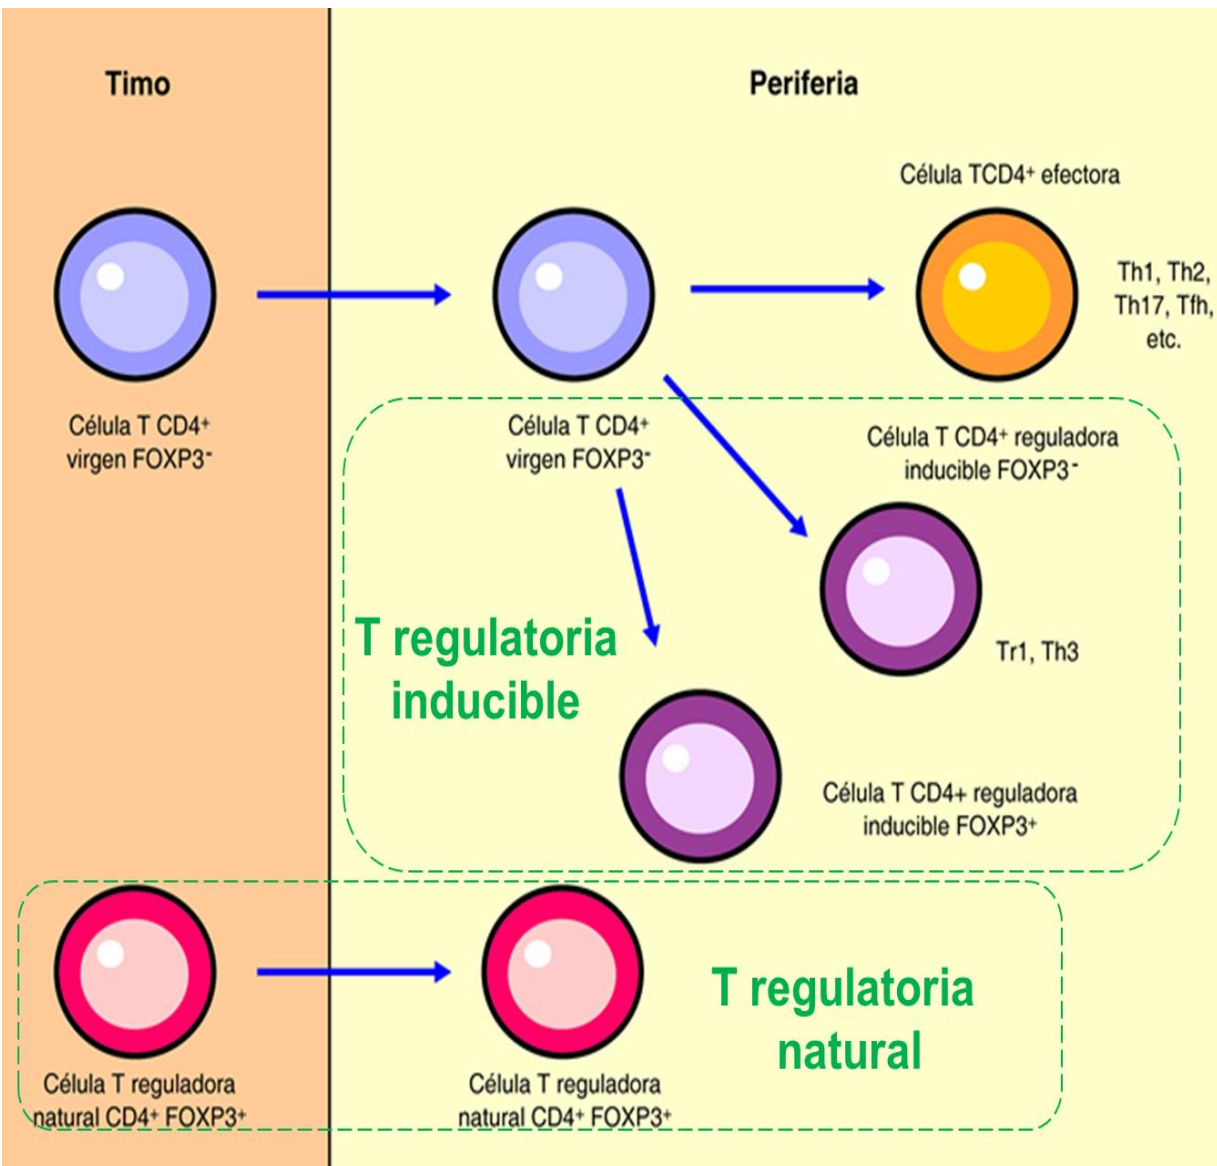 Timo
Periferia
Célula TCD4⁺ efectora
Th1, Th2,
Th17, Tfh,
etc.
Célula T CD4⁺
virgen FOXP3⁻
Célula T CD4⁺
virgen FOXP3⁻
Célula T CD4⁺ reguladora
inducible FOXP3⁻
T regulatoria
inducible
Tr1, Th3
Célula T CD4+ reguladora
inducible FOXP3⁺
T regulatoria
natural
Célula T reguladora
natural CD4⁺ FOXP3⁺
Célula T reguladora
natural CD4⁺ FOXP3⁺